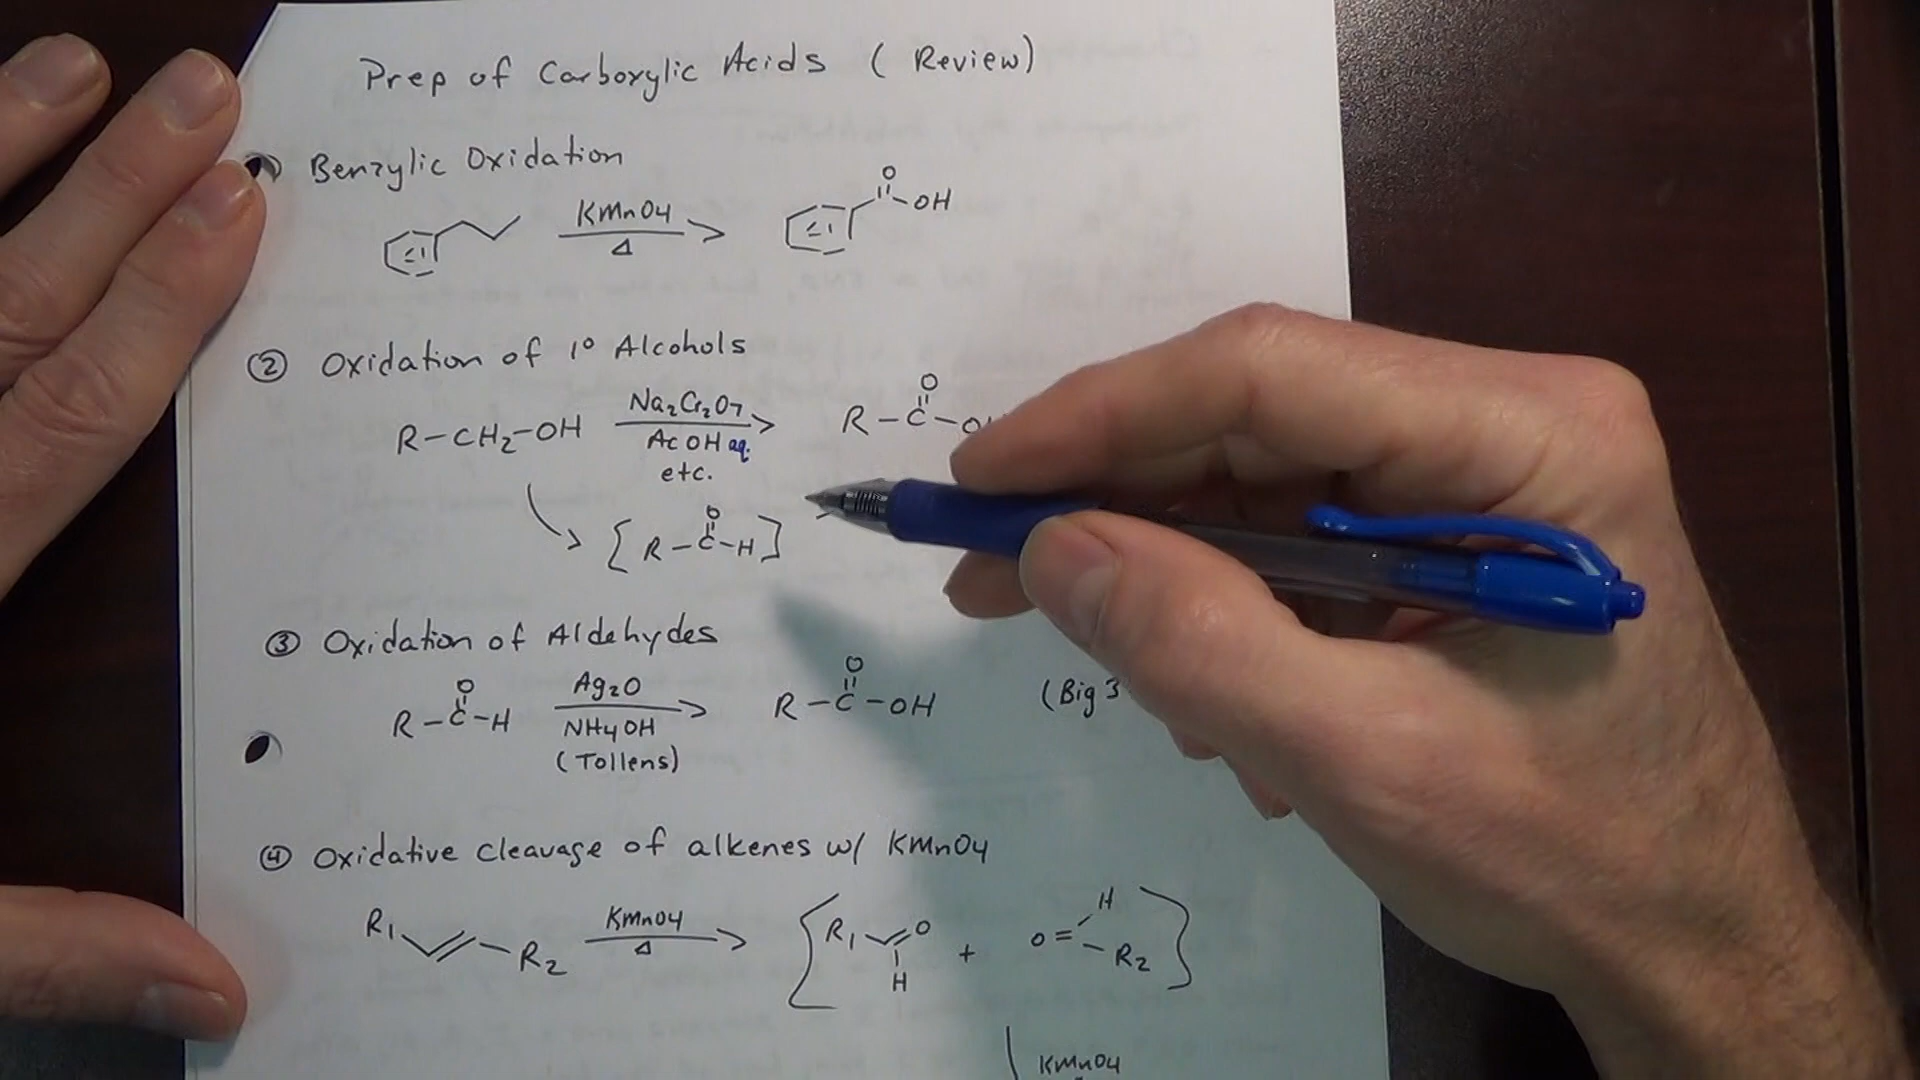 Prep of Carboxylic Acids (Review)
) Benzylic Oxidation
KMnO4
Δ
O
OH
② Oxidation of 1° Alcohols
R-CH2-OH
Na2Cr2O7
AcOH aq.
etc.
O
R-C-O
O
[R-C-H]
③ Oxidation of Aldehydes
O
R-C-H
Ag2O
NH4OH
(Tollens)
O
R-C-OH
(Big 3
④ Oxidative cleavage of alkenes w/ KMnO4
R1
R2
KMnO4
Δ
R1 O
H
+
H
O=
R2
KMnO4